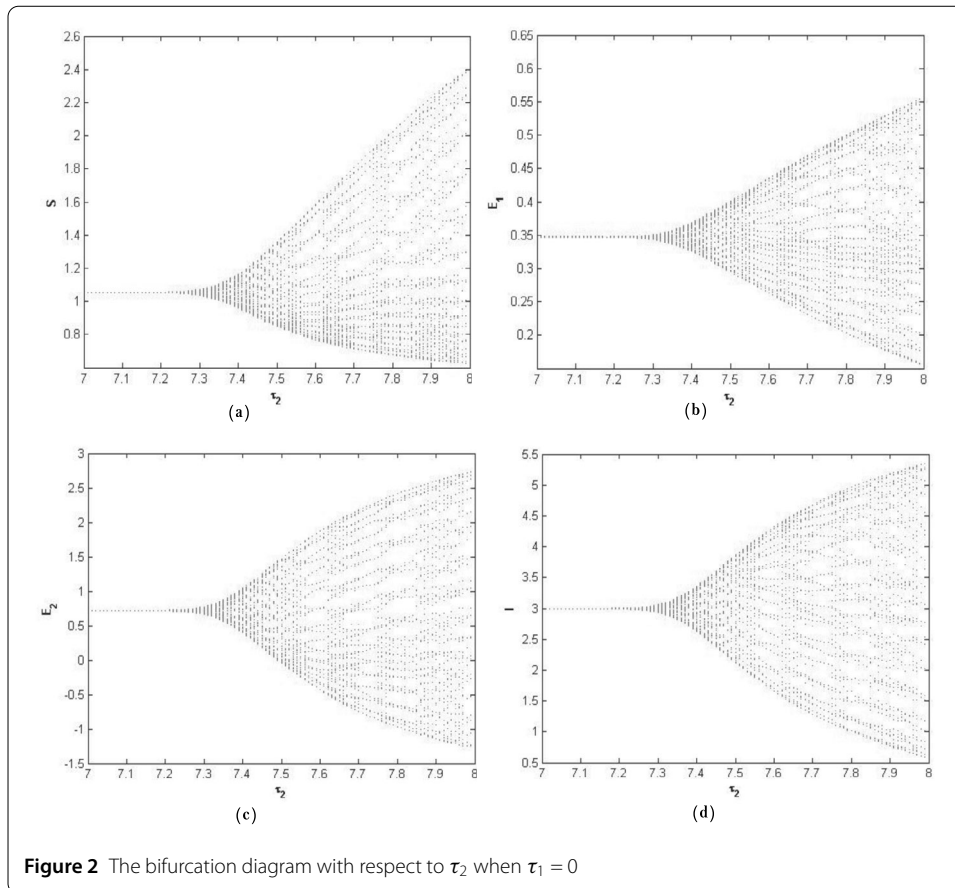 2.6
2.4
2.2
2
1.8
1.6
1.4
1.2
1
0.8
S
7 7.1 7.2 7.3 7.4 7.5 7.6 7.7 7.8 7.9 8
τ₂
(a)
0.65
0.6
0.55
0.5
0.45
0.4
0.35
0.3
0.25
0.2
E₁
7 7.1 7.2 7.3 7.4 7.5 7.6 7.7 7.8 7.9 8
τ₂
(b)
3
2.5
2
1.5
1
0.5
0
-0.5
-1
-1.5
E₂
7 7.1 7.2 7.3 7.4 7.5 7.6 7.7 7.8 7.9 8
τ₂
(c)
5.5
5
4.5
4
3.5
3
2.5
2
1.5
1
0.5
I
7 7.1 7.2 7.3 7.4 7.5 7.6 7.7 7.8 7.9 8
τ₂
(d)
Figure 2 The bifurcation diagram with respect to τ₂ when τ₁ = 0